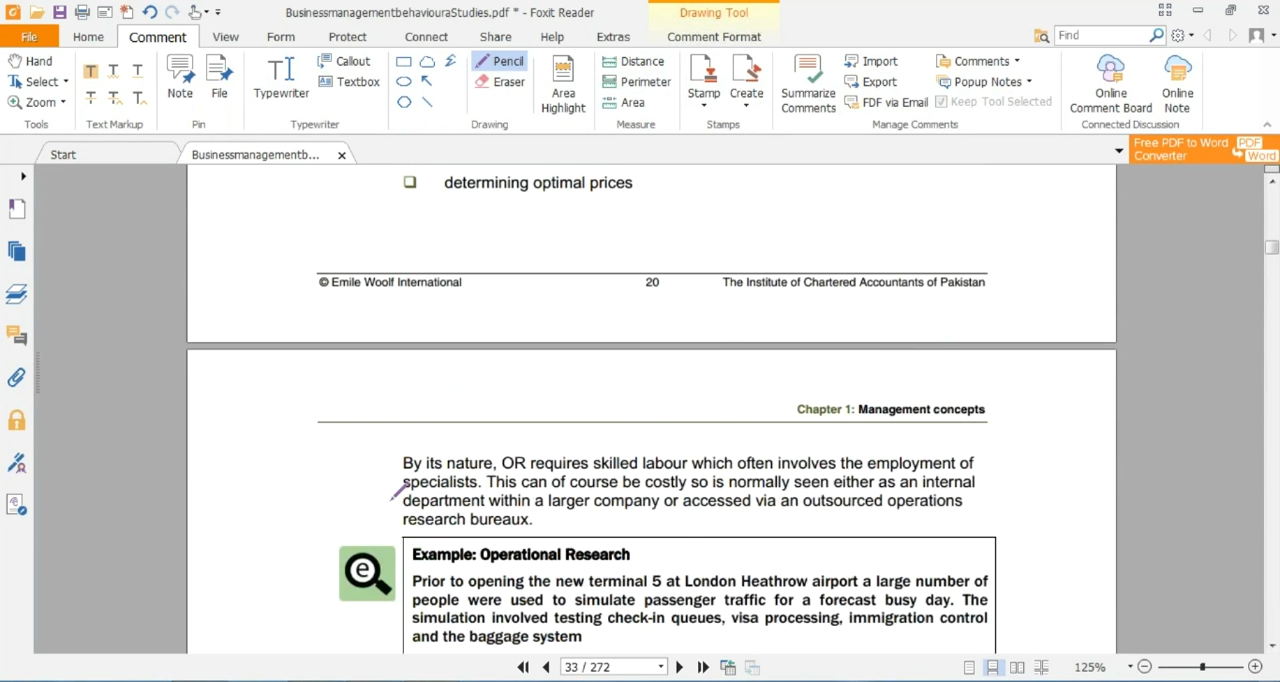 BusinessmanagementbehaviouraStudies.pdf * - Foxit Reader
Drawing Tool
File Home Comment View Form Protect Connect Share Help Extras Comment Format Find
Hand
Select
Zoom
Tools
T T T
T T T
Text Markup
Note File
Pin
Typewriter
Callout
Textbox
Typewriter
Pencil
Eraser
Area Highlight
Drawing
Distance
Perimeter
Area
Measure
Stamp Create
Stamps
Summarize Comments
Import
Export
FDF via Email
Comments
Popup Notes
Keep Tool Selected
Manage Comments
Online Comment Board
Online Note
Connected Discussion
Start
Businessmanagementb...
Free PDF to Word Converter
PDF
Word
determining optimal prices
© Emile Woolf International 20 The Institute of Chartered Accountants of Pakistan
Chapter 1: Management concepts
By its nature, OR requires skilled labour which often involves the employment of
specialists. This can of course be costly so is normally seen either as an internal
department within a larger company or accessed via an outsourced operations
research bureaux.
e
Example: Operational Research
Prior to opening the new terminal 5 at London Heathrow airport a large number of
people were used to simulate passenger traffic for a forecast busy day. The
simulation involved testing check-in queues, visa processing, immigration control
and the baggage system
33 / 272
125%